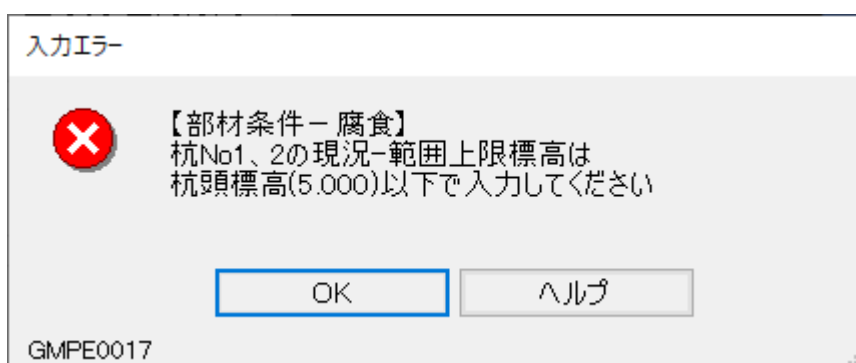 入力エラー
【部材条件－腐食】
杭No1、2の現況-範囲上限標高は
杭頭標高(5.000)以下で入力してください
OK
ヘルプ
GMPE0017